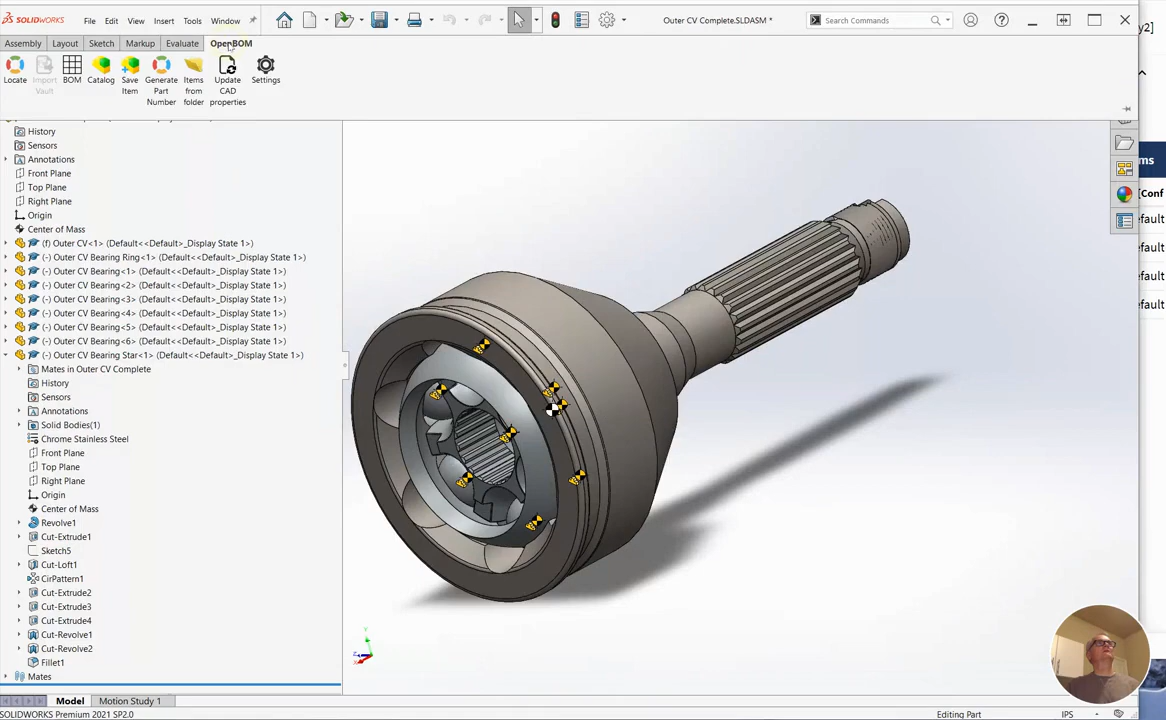 SOLIDWORKS File Edit View Insert Tools Window Outer CV Complete.SLDASM * Search Commands
Assembly Layout Sketch Markup Evaluate OpenBOM
Locate Import Vault BOM Catalog Save Item Generate Part Number Items from folder Update CAD properties Settings
History
Sensors
Annotations
Front Plane
Top Plane
Right Plane
Origin
Center of Mass
(f) Outer CV<1> (Default<<Default>_Display State 1>)
(-) Outer CV Bearing Ring<1> (Default<<Default>_Display State 1>)
(-) Outer CV Bearing<1> (Default<<Default>_Display State 1>)
(-) Outer CV Bearing<2> (Default<<Default>_Display State 1>)
(-) Outer CV Bearing<3> (Default<<Default>_Display State 1>)
(-) Outer CV Bearing<4> (Default<<Default>_Display State 1>)
(-) Outer CV Bearing<5> (Default<<Default>_Display State 1>)
(-) Outer CV Bearing<6> (Default<<Default>_Display State 1>)
(-) Outer CV Bearing Star<1> (Default<<Default>_Display State 1>)
Mates in Outer CV Complete
History
Sensors
Annotations
Solid Bodies(1)
Chrome Stainless Steel
Front Plane
Top Plane
Right Plane
Origin
Center of Mass
Revolve1
Cut-Extrude1
Sketch5
Cut-Loft1
CirPattern1
Cut-Extrude2
Cut-Extrude3
Cut-Extrude4
Cut-Revolve1
Cut-Revolve2
Fillet1
Mates
Model Motion Study 1
SOLIDWORKS Premium 2021 SP2.0 Editing Part IPS
y2]
ms
[Conf
efault
efault
efault
efault